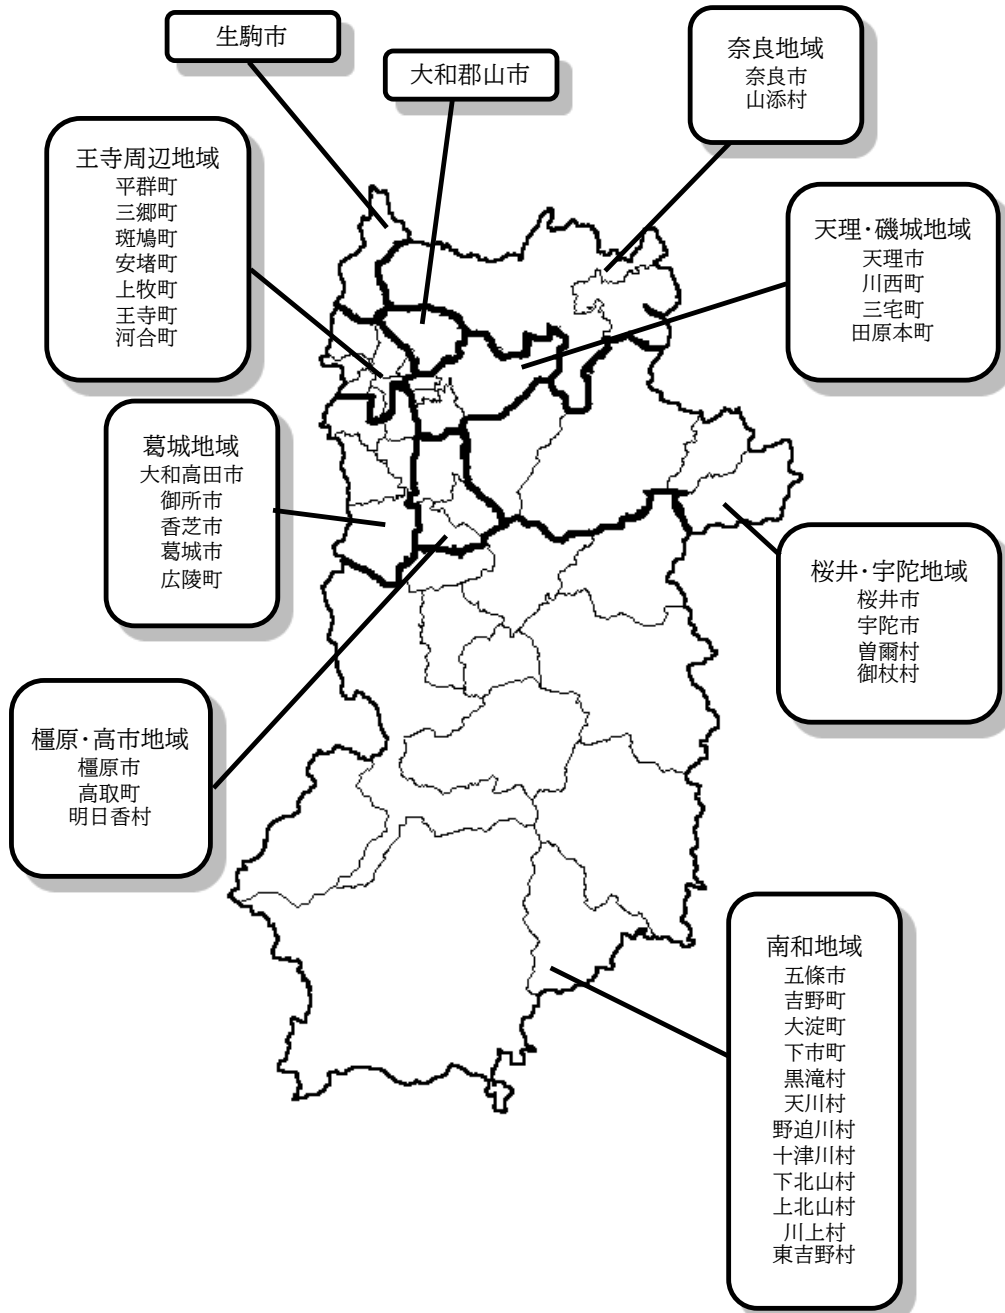 生駒市
大和郡山市
奈良地域
奈良市
山添村
王寺周辺地域
平群町
三郷町
斑鳩町
安堵町
上牧町
王寺町
河合町
天理・磯城地域
天理市
川西町
三宅町
田原本町
葛城地域
大和高田市
御所市
香芝市
葛城市
広陵町
桜井・宇陀地域
桜井市
宇陀市
曽爾村
御杖村
橿原・高市地域
橿原市
高取町
明日香村
南和地域
五條市
吉野町
大淀町
下市町
黒滝村
天川村
野迫川村
十津川村
下北山村
上北山村
川上村
東吉野村